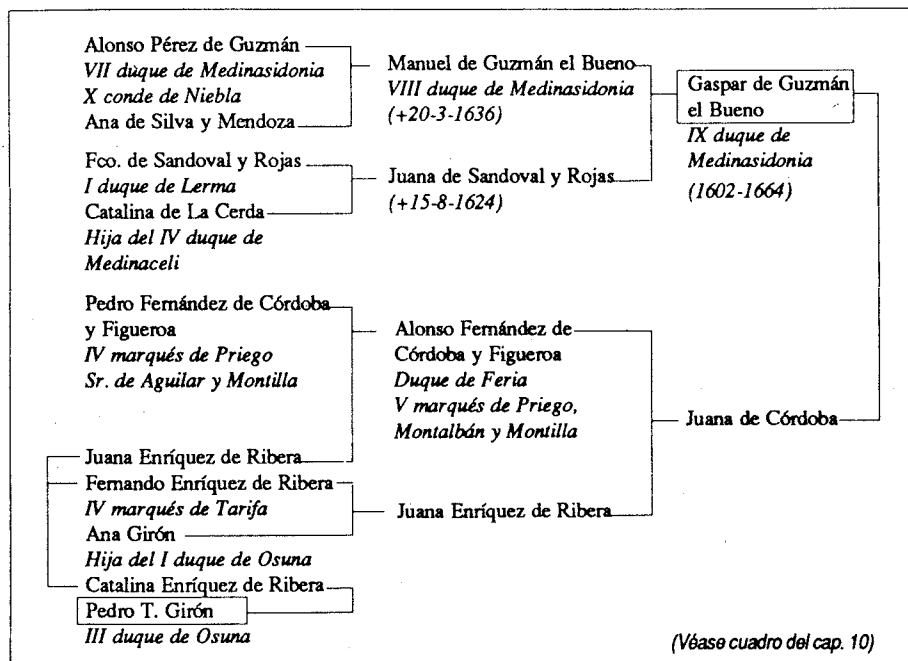 Alonso Pérez de Guzmán
VII duque de Medinasidonia
X conde de Niebla
Ana de Silva y Mendoza
Fco. de Sandoval y Rojas
I duque de Lerma
Catalina de La Cerda
Hija del IV duque de
Medinaceli
Pedro Fernández de Córdoba
y Figueroa
IV marqués de Priego
Sr. de Aguilar y Montilla
Juana Enríquez de Ribera
Fernando Enríquez de Ribera
IV marqués de Tarifa
Ana Girón
Hija del I duque de Osuna
Catalina Enríquez de Ribera
Pedro T. Girón
III duque de Osuna
Manuel de Guzmán el Bueno
VIII duque de Medinasidonia
(+20-3-1636)
Juana de Sandoval y Rojas
(+15-8-1624)
Alonso Fernández de
Córdoba y Figueroa
Duque de Feria
V marqués de Priego,
Montalbán y Montilla
Juana Enríquez de Ribera
Gaspar de Guzmán
el Bueno
IX duque de
Medinasidonia
(1602-1664)
Juana de Córdoba
(Véase cuadro del cap. 10)